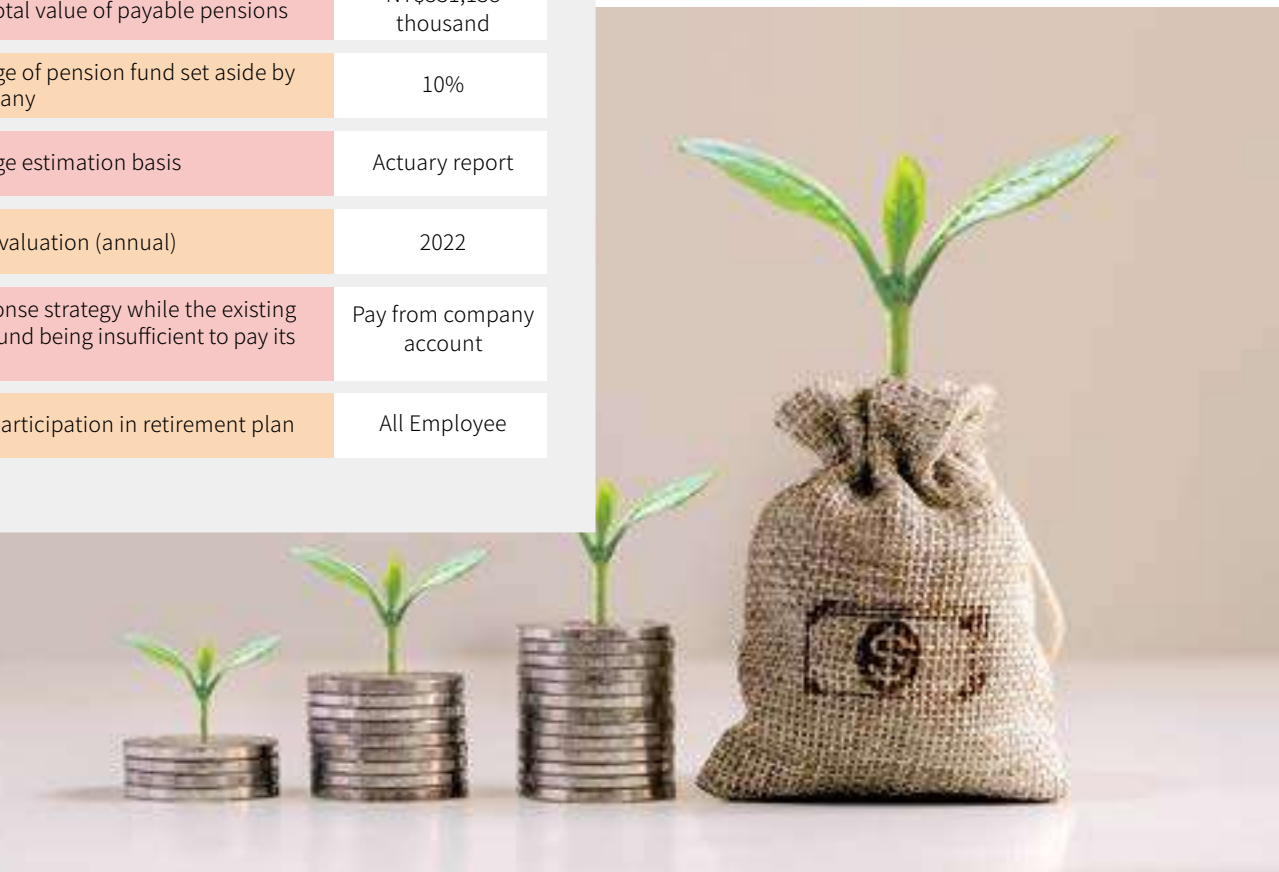 otal value of payable pensions
thousand
ge of pension fund set aside by
any
10%
ge estimation basis
Actuary report
valuation (annual)
2022
onse strategy while the existing
und being insufficient to pay its
Pay from company
account
articipation in retirement plan
All Employee
$